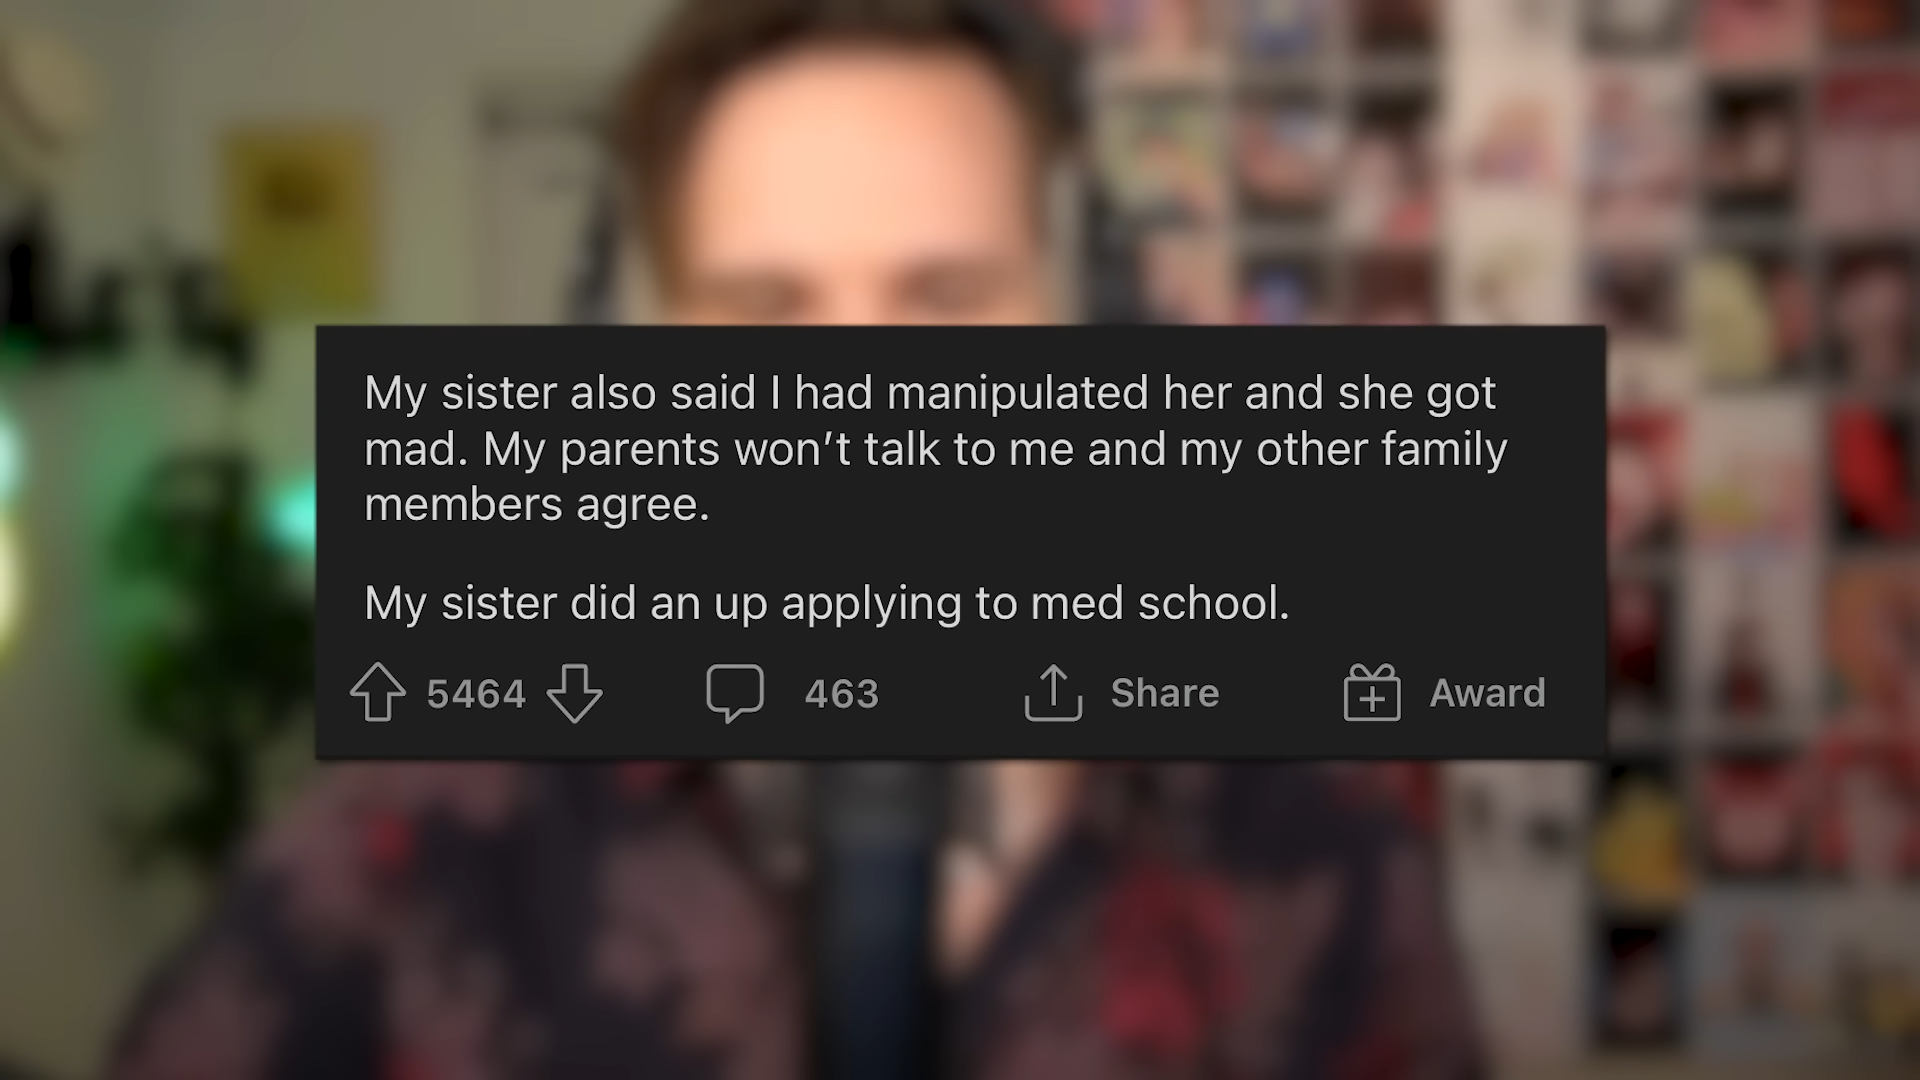 My sister also said I had manipulated her and she got
mad. My parents won’t talk to me and my other family
members agree.
My sister did an up applying to med school.
5464 463 Share Award